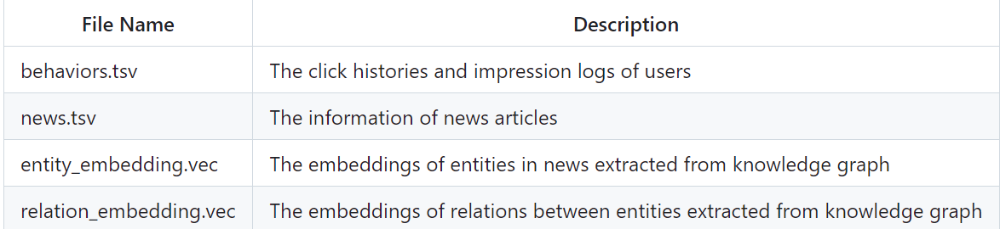 File Name Description
behaviors.tsv The click histories and impression logs of users
news.tsv The information of news articles
entity_embedding.vec The embeddings of entities in news extracted from knowledge graph
relation_embedding.vec The embeddings of relations between entities extracted from knowledge graph